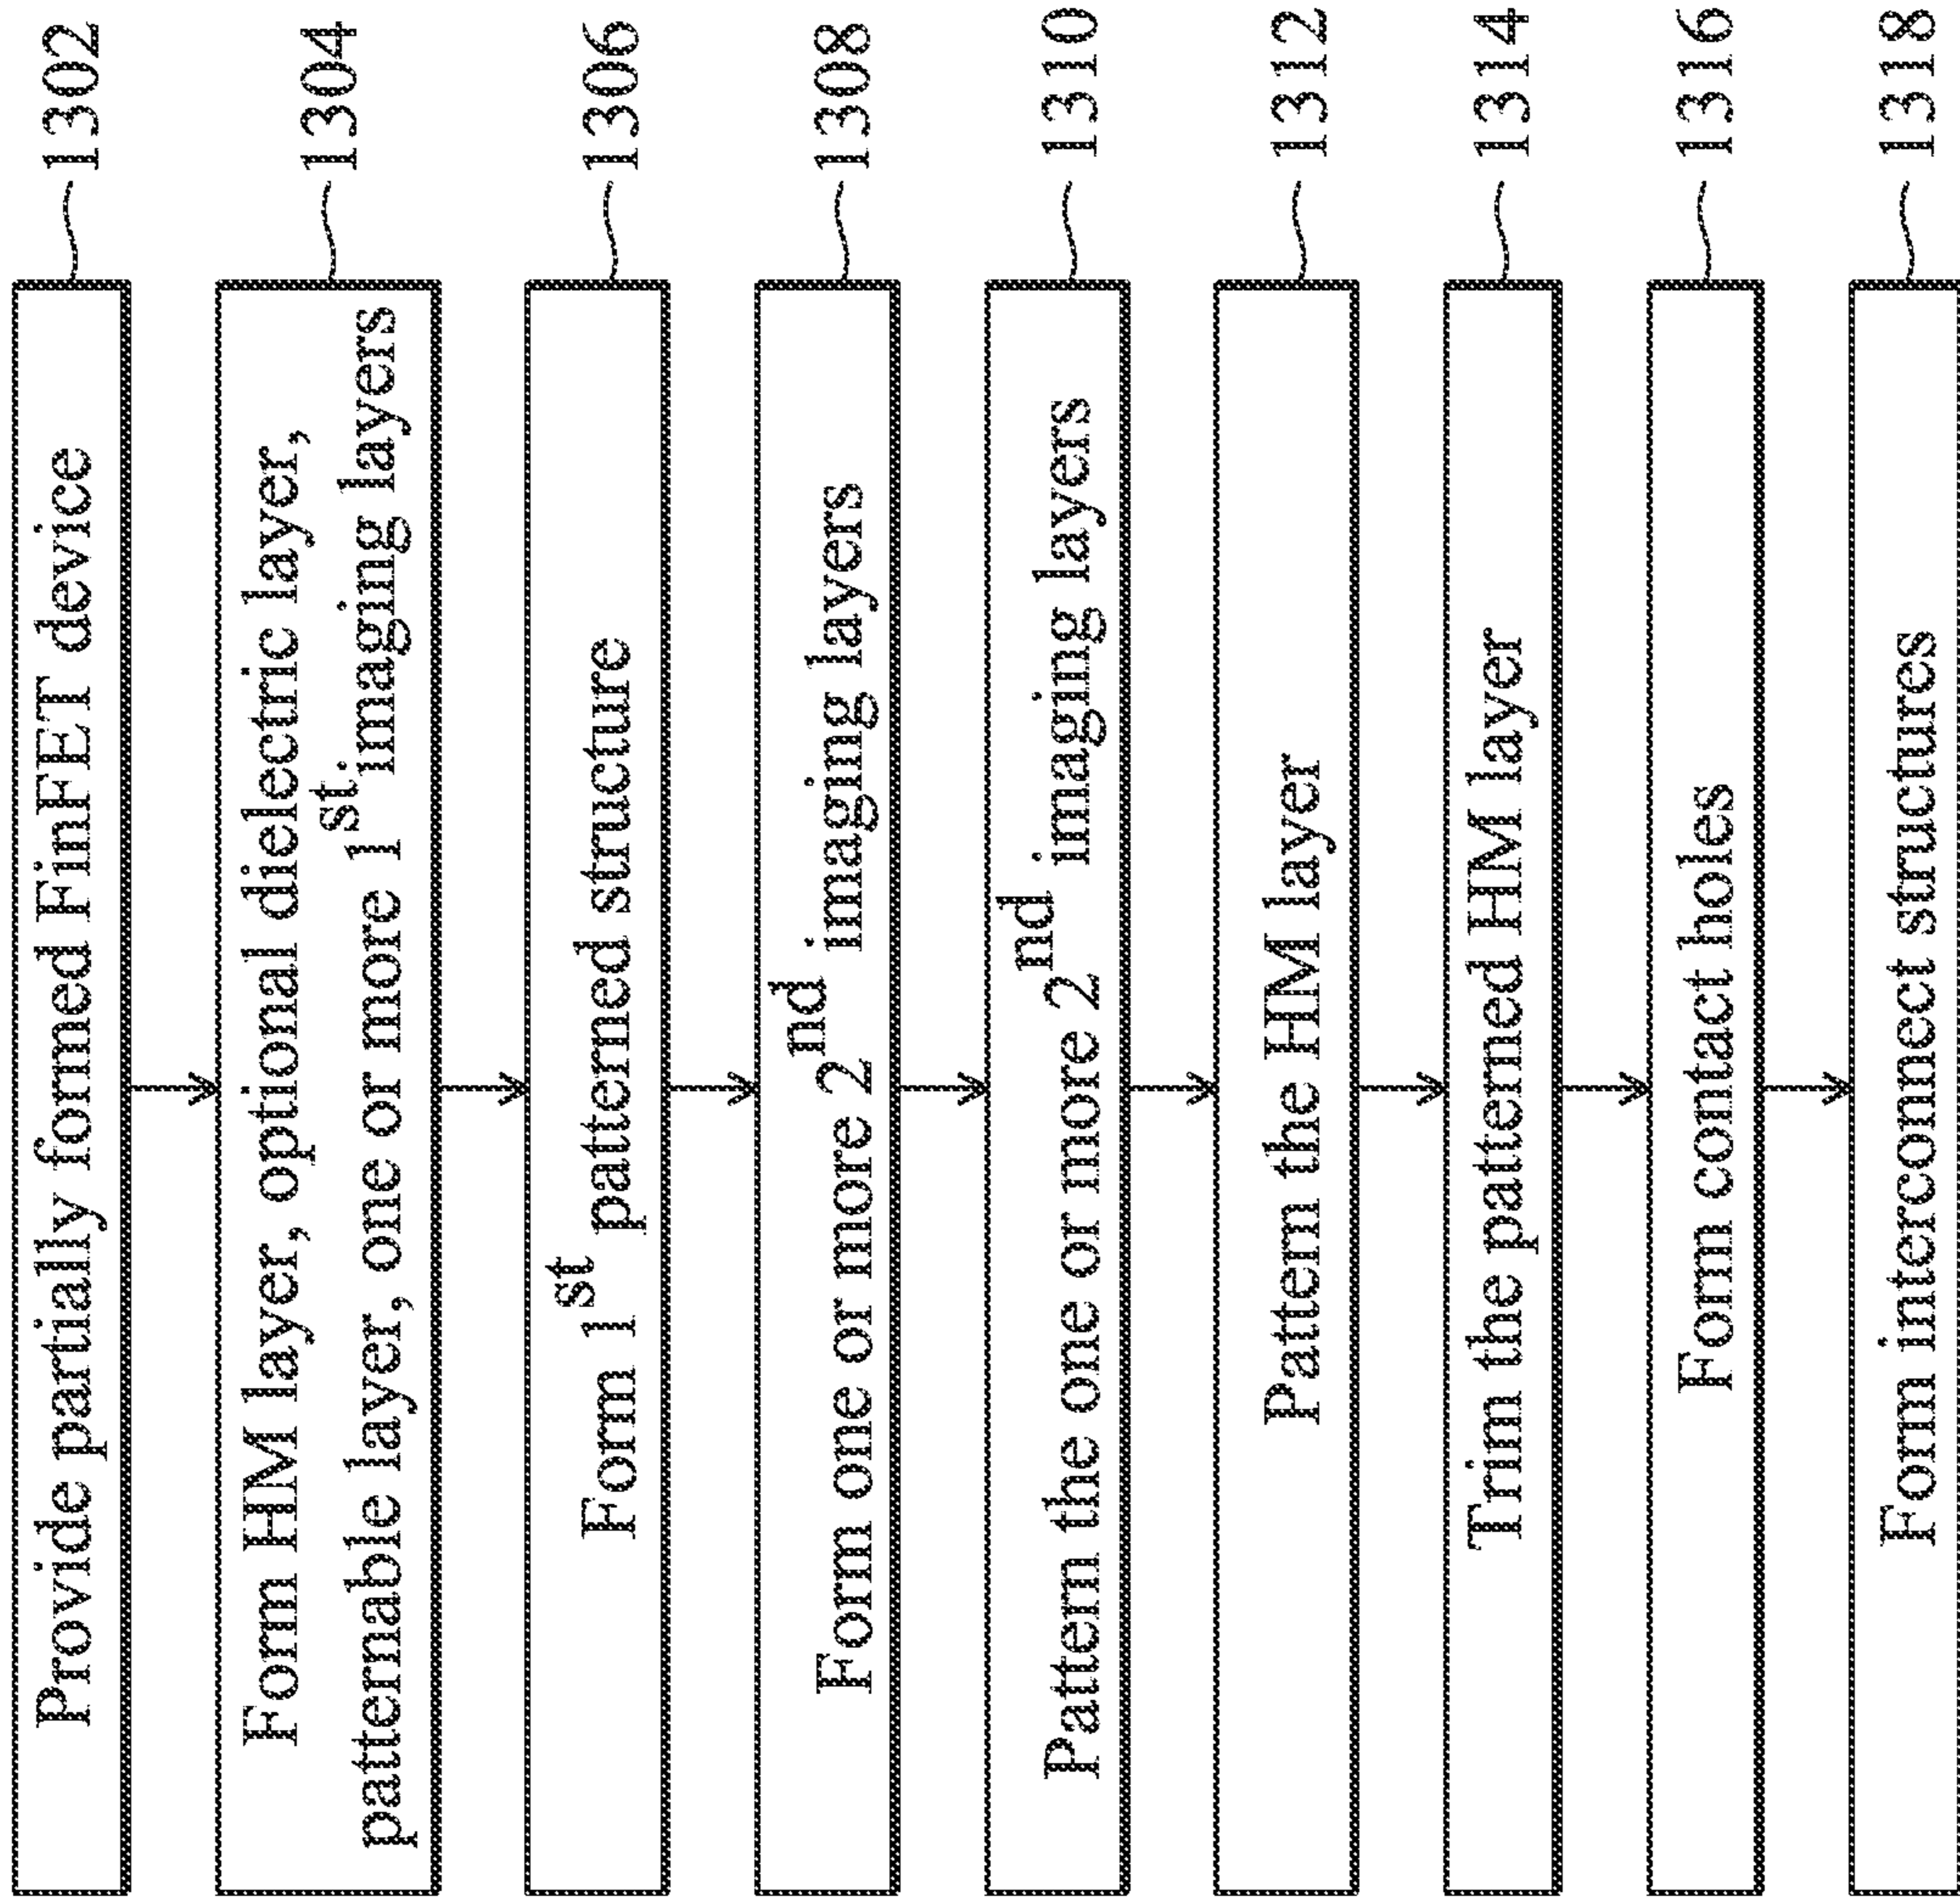 Provide partially formed FinFET device
1302
Form HM layer, optional dielectric layer,
patternable layer, one or more 1st. imaging layers
1304
Form 1st patterned structure
1306
Form one or more 2nd imaging layers
1308
Pattern the one or more 2nd imaging layers
1310
Pattern the HM layer
1312
Trim the patterned HM layer
1314
Form contact holes
1316
Form interconnect structures
1318